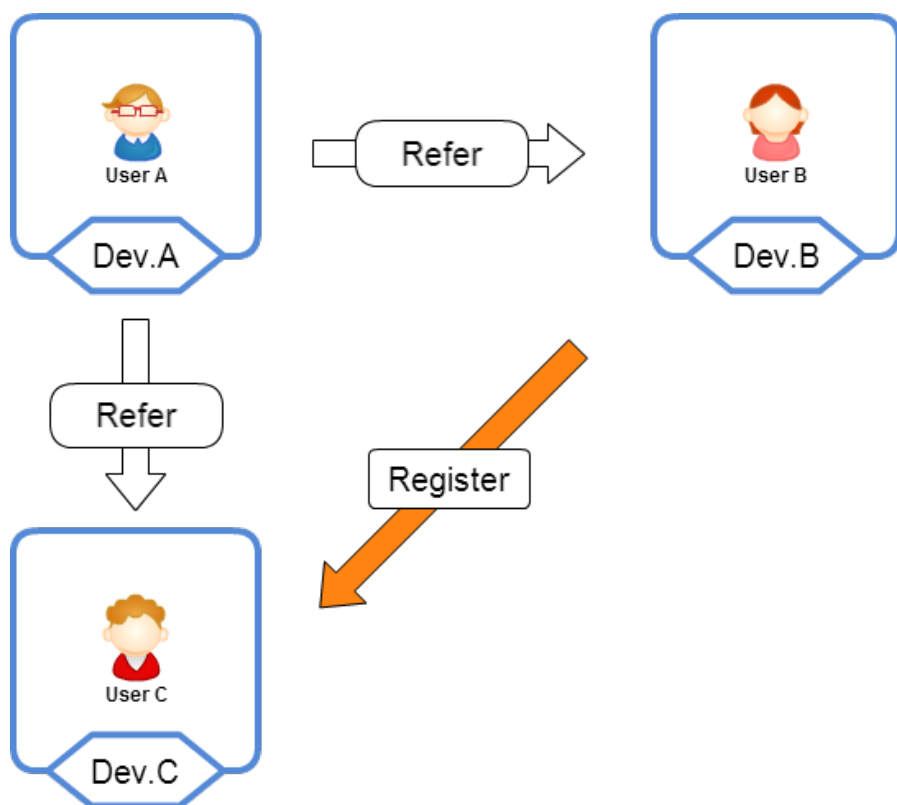 User A
Dev.A
Refer
User B
Dev.B
Refer
Register
User C
Dev.C